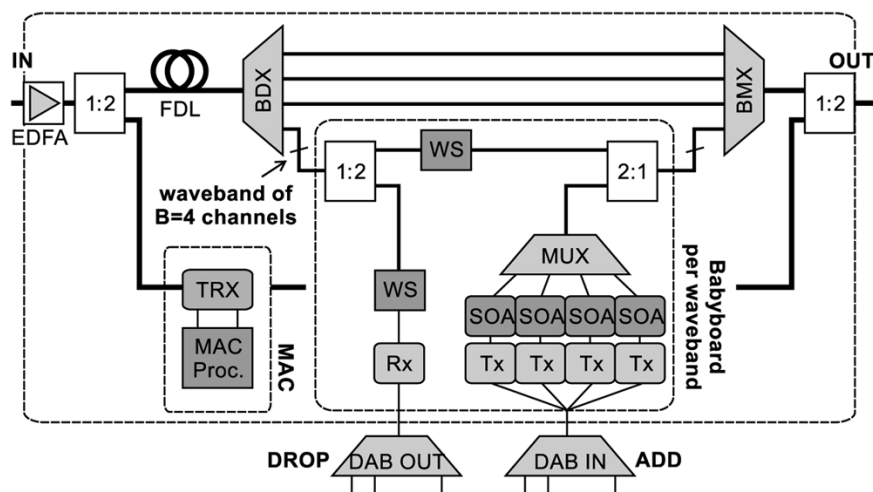 IN
EDFA
1:2
FDL
BDX
BMX
OUT
1:2
waveband of
B=4 channels
1:2
WS
2:1
MUX
WS
SOA SOA SOA SOA
Rx
Tx Tx Tx Tx
Babyboard
per waveband
TRX
MAC
Proc.
MAC
DROP
DAB OUT
DAB IN
ADD